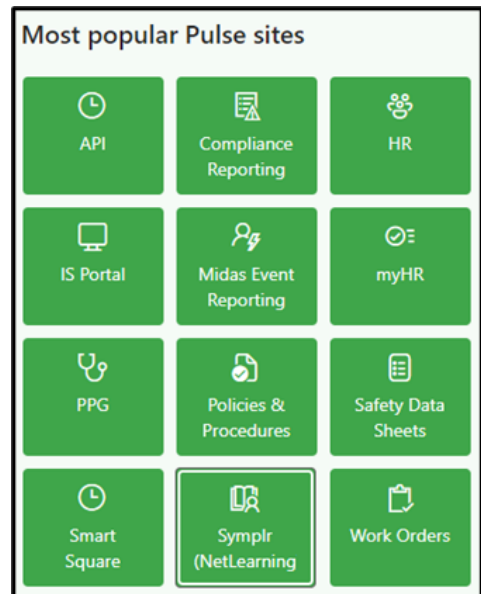 Most popular Pulse sites
API
Compliance
Reporting
HR
IS Portal
Midas Event
Reporting
myHR
PPG
Policies &
Procedures
Safety Data
Sheets
Smart
Square
Symplr
(NetLearning
Work Orders